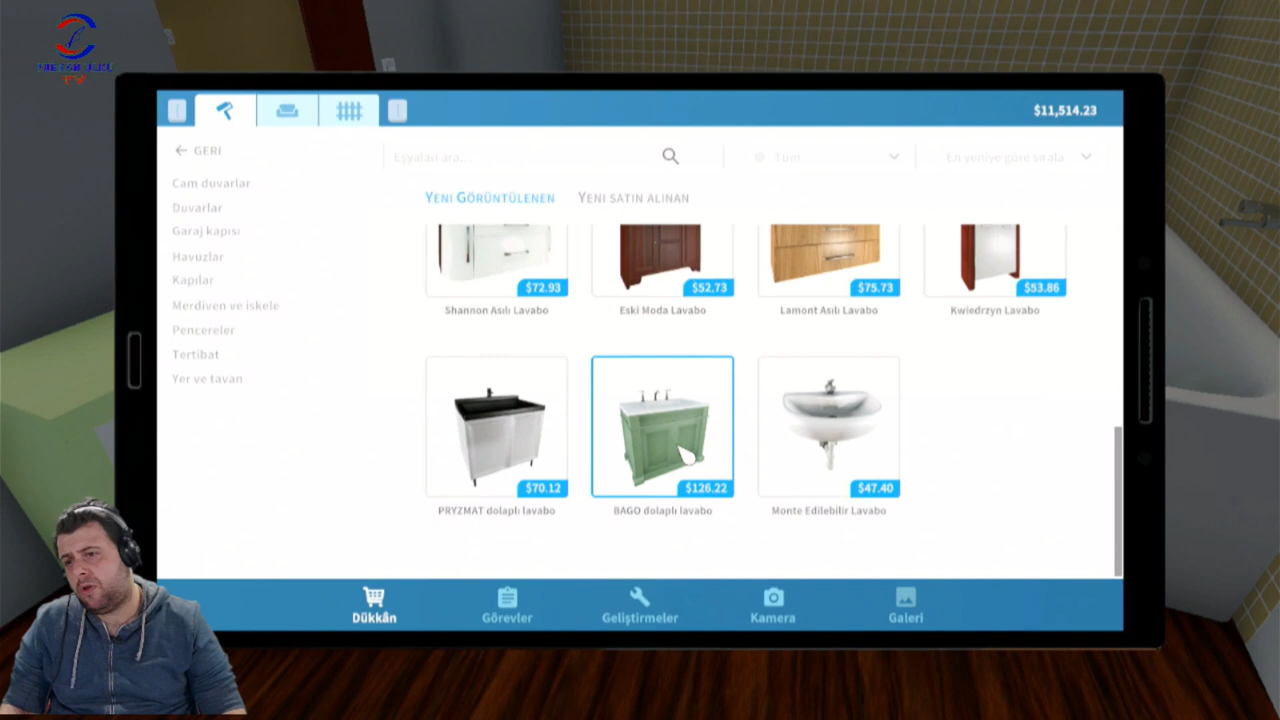 TV
$11,514.23
GERI
Eşyaları ara...
Tüm
En yeniye göre sırala
Cam duvarlar
Duvarlar
Garaj kapısı
Havuzlar
Kapılar
Merdiven ve iskele
Pencereler
Tertibat
Yer ve tavan
YENI GÖRÜNTÜLENEN
YENI SATIN ALINAN
$72.93
$52.73
$75.73
$53.86
Shannon Asılı Lavabo
Eski Moda Lavabo
Lamont Asılı Lavabo
Kwiedrzyn Lavabo
$70.12
$126.22
$47.40
PRYZMAT dolaplı lavabo
BAGO dolaplı lavabo
Monte Edilebilir Lavabo
Dükkân
Görevler
Geliştirmeler
Kamera
Galeri